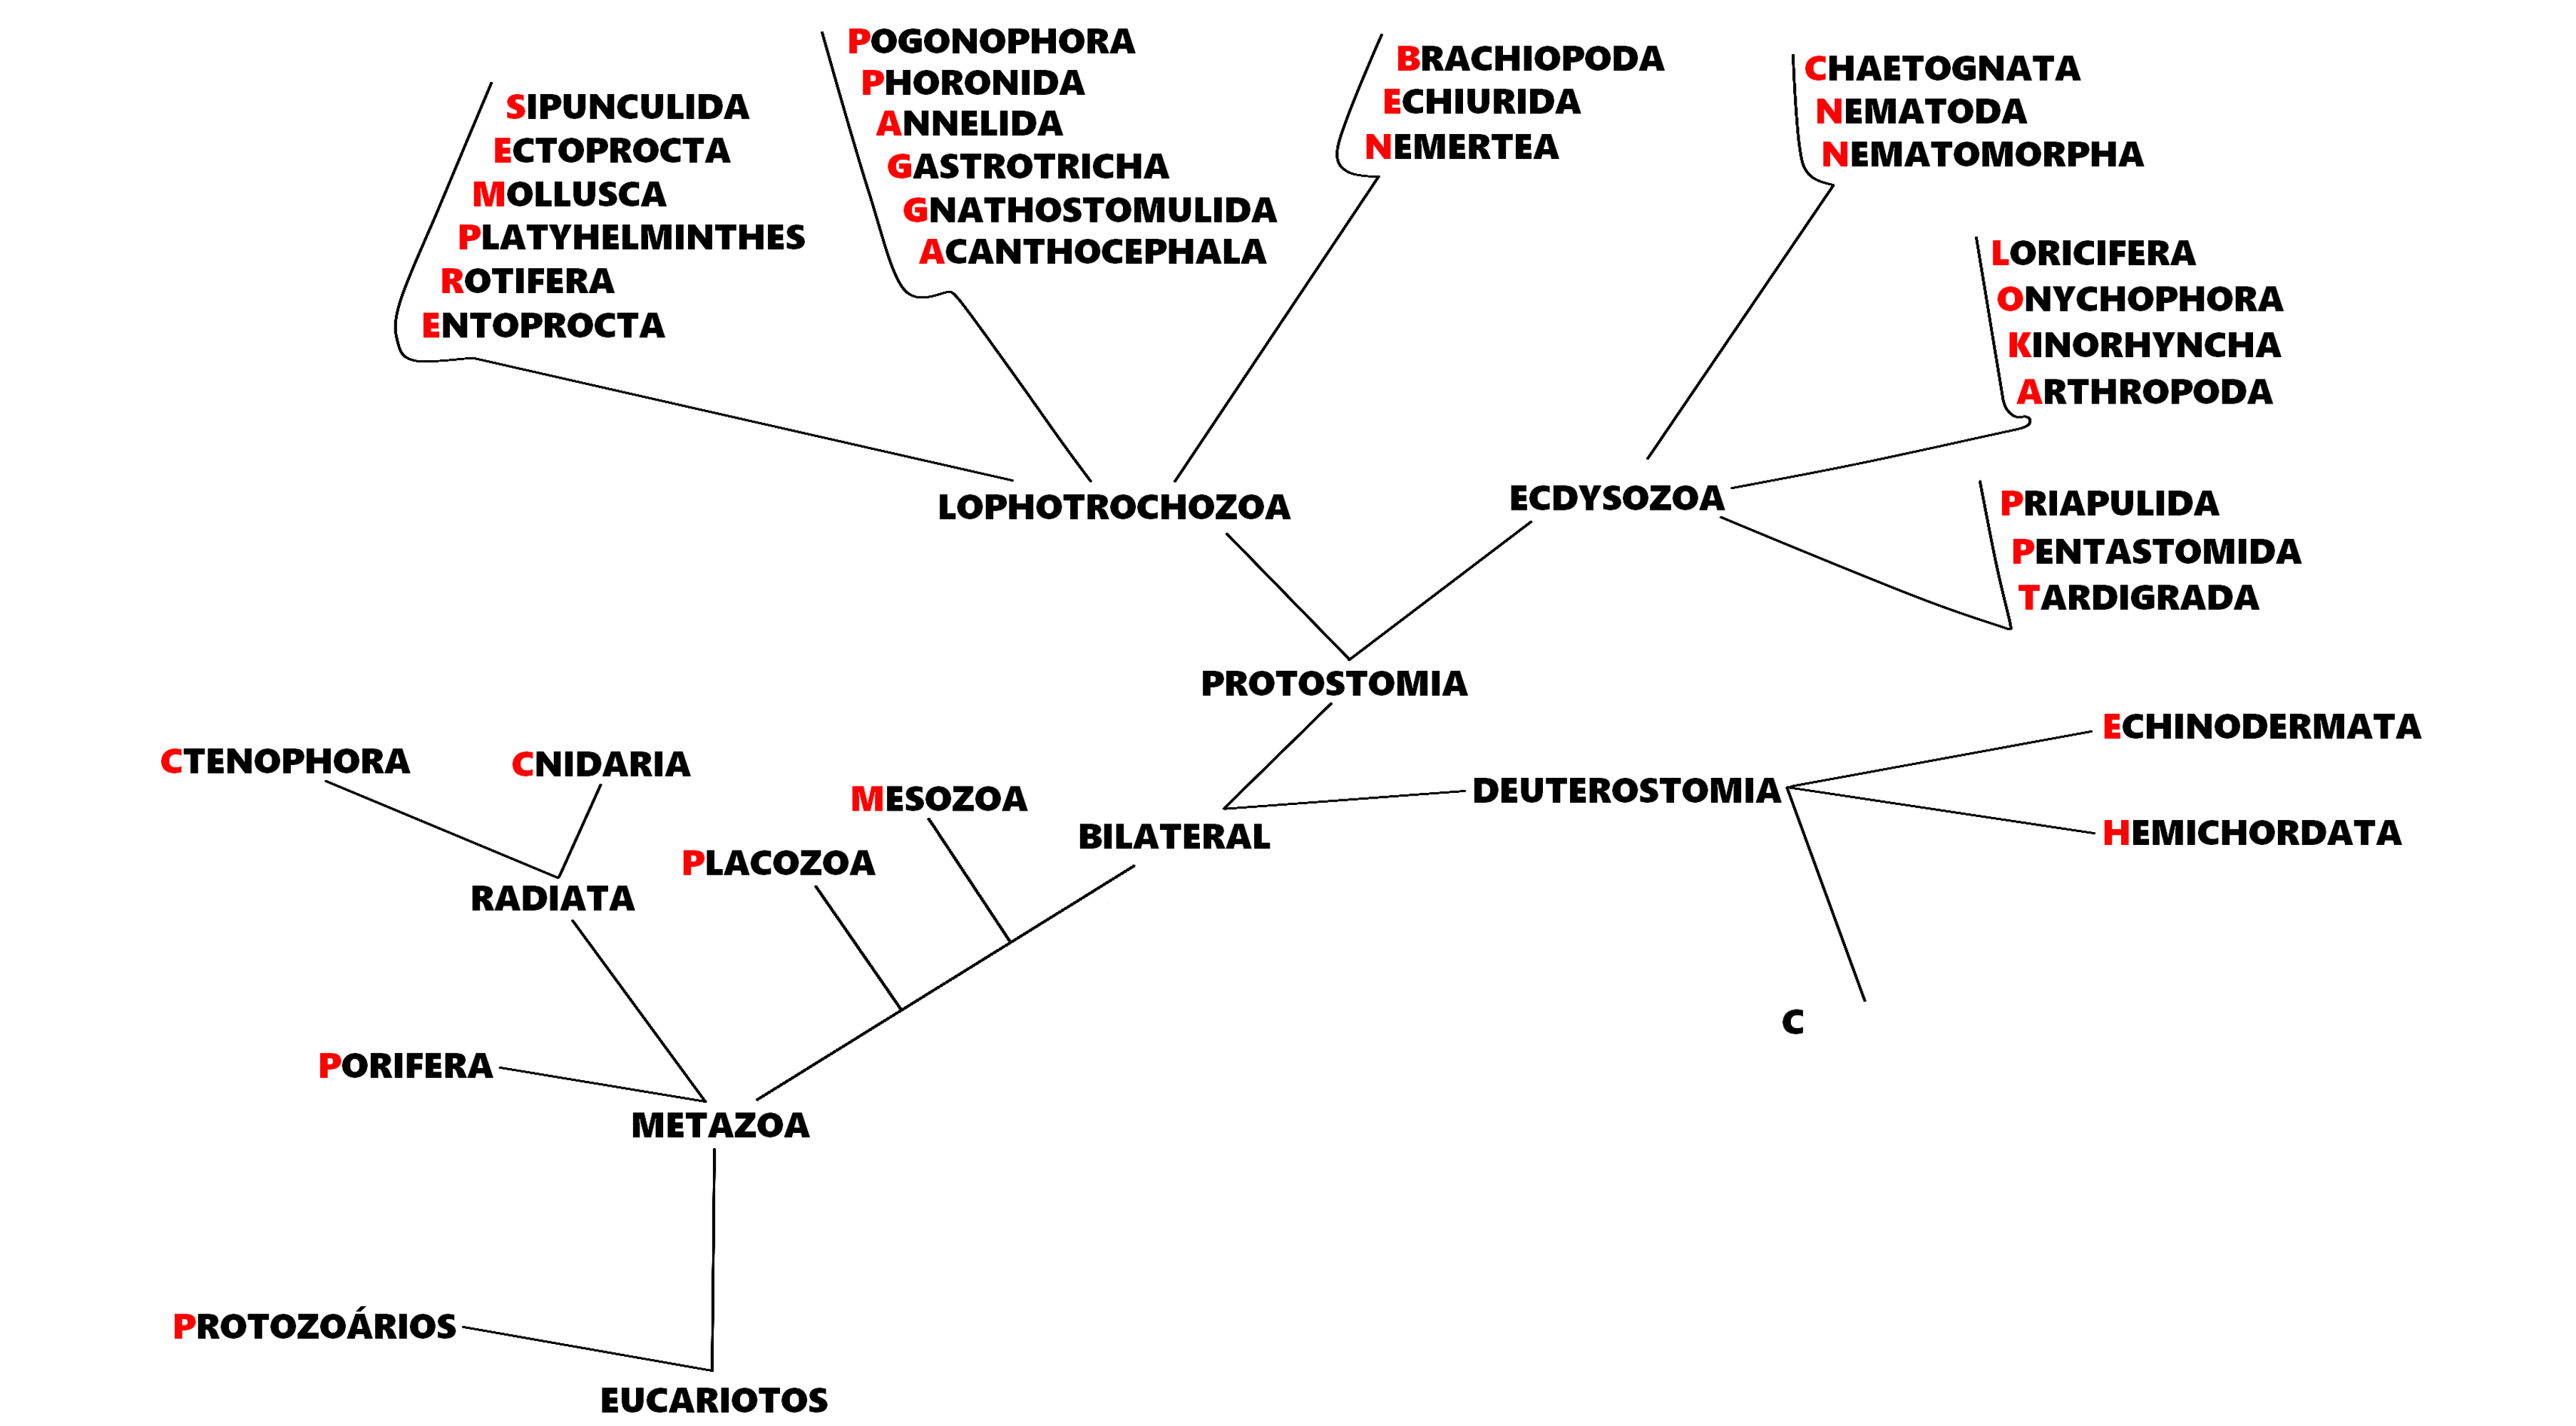 SIPUNCULIDA
ECTOPROCTA
MOLLUSCA
PLATYHELMINTHES
ROTIFERA
ENTOPROCTA
POGONOPHORA
PHORONIDA
ANNELIDA
GASTROTRICHA
GNATHOSTOMULIDA
ACANTHOCEPHALA
BRACHIOPODA
ECHIURIDA
NEMERTEA
CHAETOGNATA
NEMATODA
NEMATOMORPHA
LORICIFERA
ONYCHOPHORA
KINORHYNCHA
ARTHROPODA
PRIAPULIDA
PENTASTOMIDA
TARDIGRADA
LOPHOTROCHOZOA
ECDYSOZOA
PROTOSTOMIA
ECHINODERMATA
HEMICHORDATA
DEUTEROSTOMIA
C
CTENOPHORA
CNIDARIA
MESOZOA
BILATERAL
PLACOZOA
RADIATA
PORIFERA
METAZOA
PROTOZOÁRIOS
EUCARIOTOS